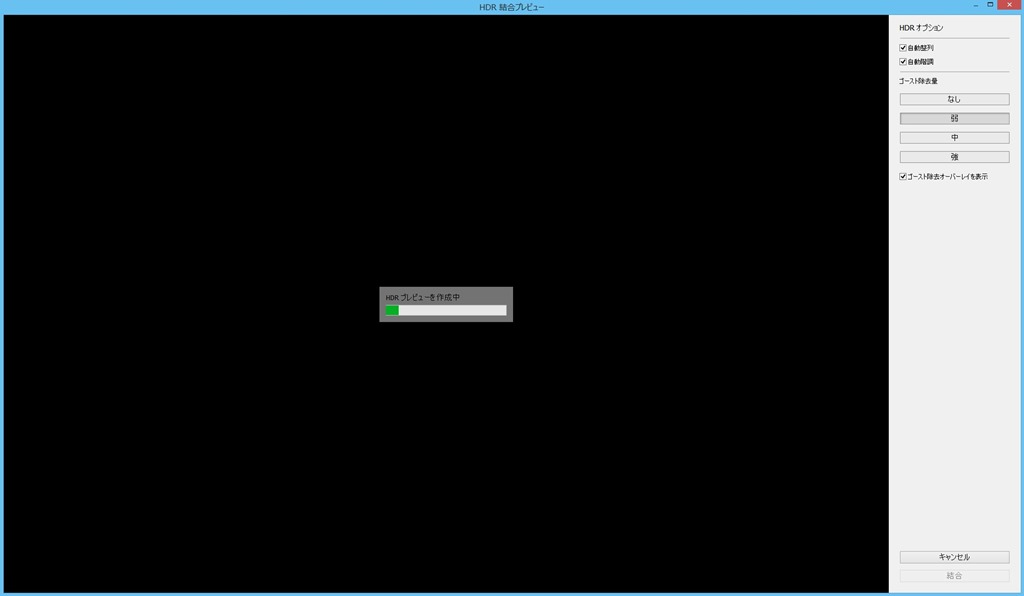 HDR 結合プレビュー
HDR オプション
自動整列
自動階調
ゴースト除去量
なし
弱
中
強
ゴースト除去オーバーレイを表示
HDR プレビューを作成中
キャンセル
結合